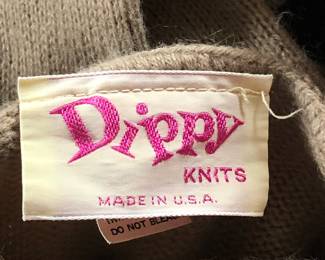 Dippy
KNITS
MADE IN U.S.A.
DO NOT BLEACH